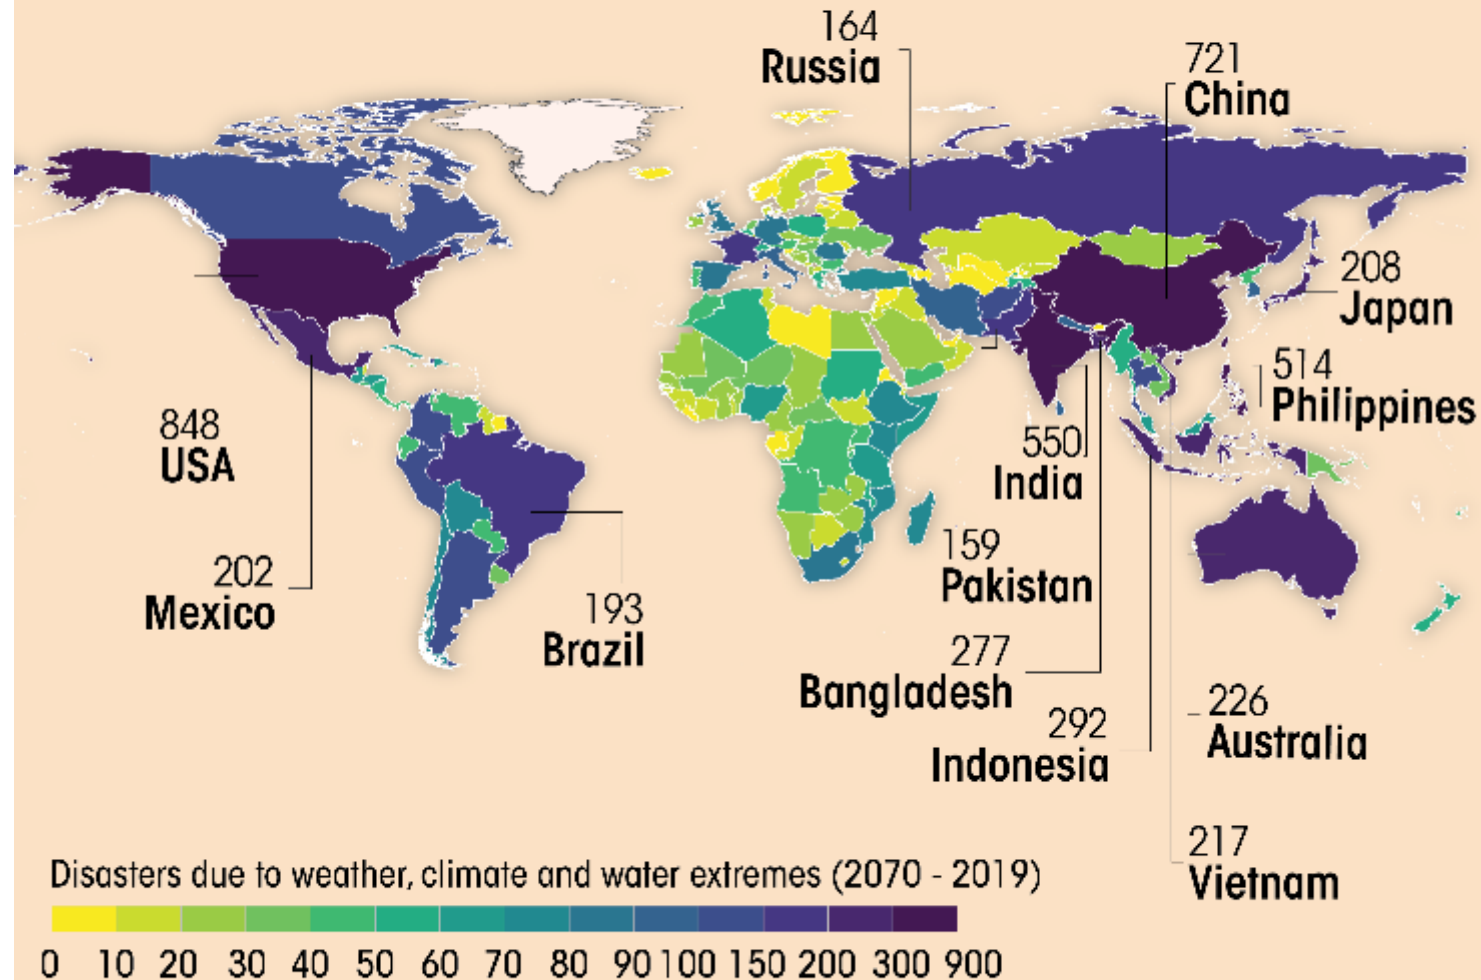 164
Russia
721
China
208
Japan
514
Philippines
848
USA
550
India
159
Pakistan
202
Mexico
193
Brazil
277
Bangladesh
292
Indonesia
226
Australia
217
Vietnam
Disasters due to weather, climate and water extremes (2070 - 2019)
0 10 20 30 40 50 60 70 80 90 100 150 200 300 900